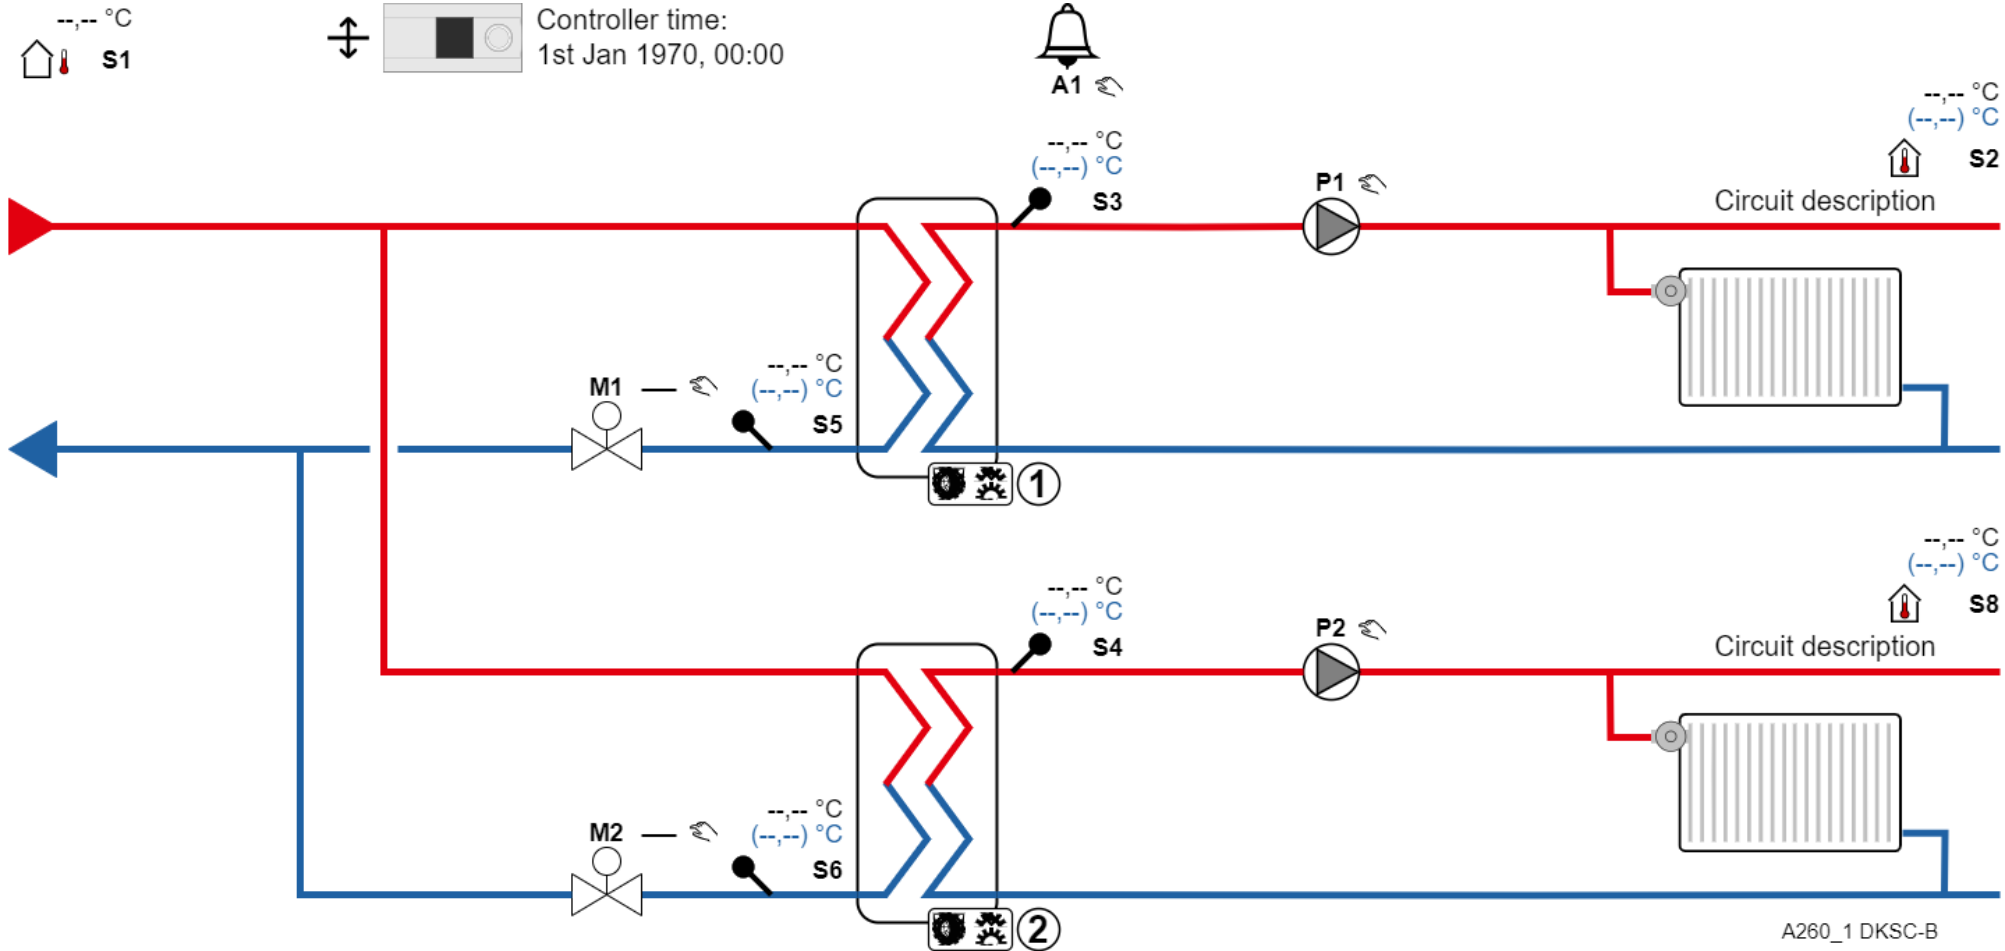 --,-- °C
S1
Controller time:
1st Jan 1970, 00:00
A1
--,-- °C
(--,--) °C
S2
Circuit description
--,-- °C
(--,--) °C
S3
P1
M1
--,-- °C
(--,--) °C
S5
1
--,-- °C
(--,--) °C
S8
Circuit description
--,-- °C
(--,--) °C
S4
P2
M2
--,-- °C
(--,--) °C
S6
2
A260_1 DKSC-B